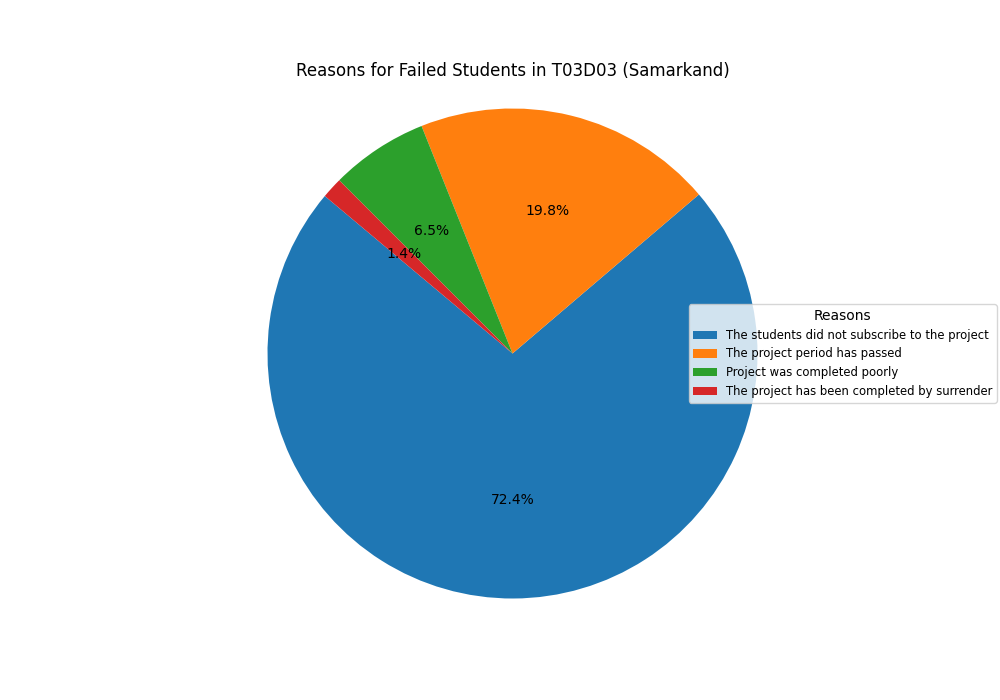 Reasons for Failed Students in T03D03 (Samarkand)
19.8%
6.5%
1.4%
Reasons
The students did not subscribe to the project
The project period has passed
Project was completed poorly
The project has been completed by surrender
72.4%